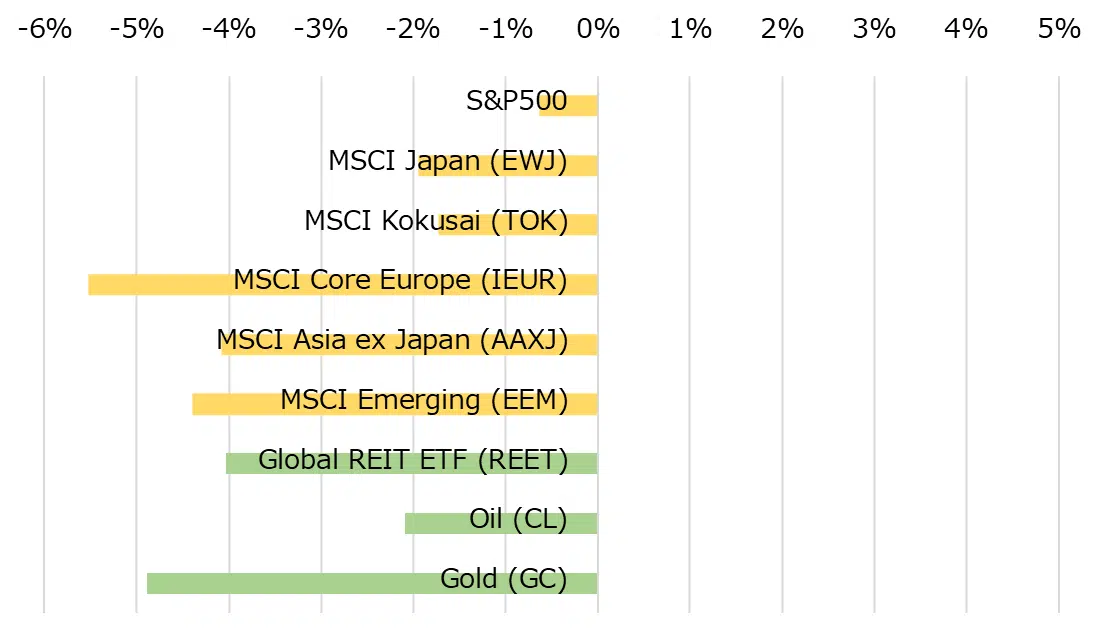 -6% -5% -4% -3% -2% -1% 0% 1% 2% 3% 4% 5%
S&P500
MSCI Japan (EWJ)
MSCI Kokusai (TOK)
MSCI Core Europe (IEUR)
MSCI Asia ex Japan (AAXJ)
MSCI Emerging (EEM)
Global REIT ETF (REET)
Oil (CL)
Gold (GC)